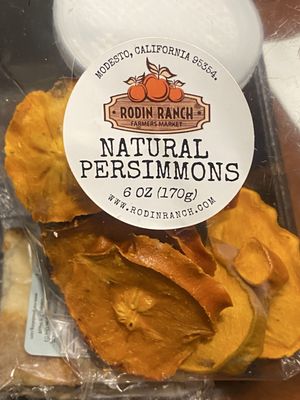 MODESTO, CALIFORNIA 95354.
RODIN RANCH
FARMERS MARKET
NATURAL
PERSIMMONS
6 OZ (170g)
WWW.RODINRANCH.COM